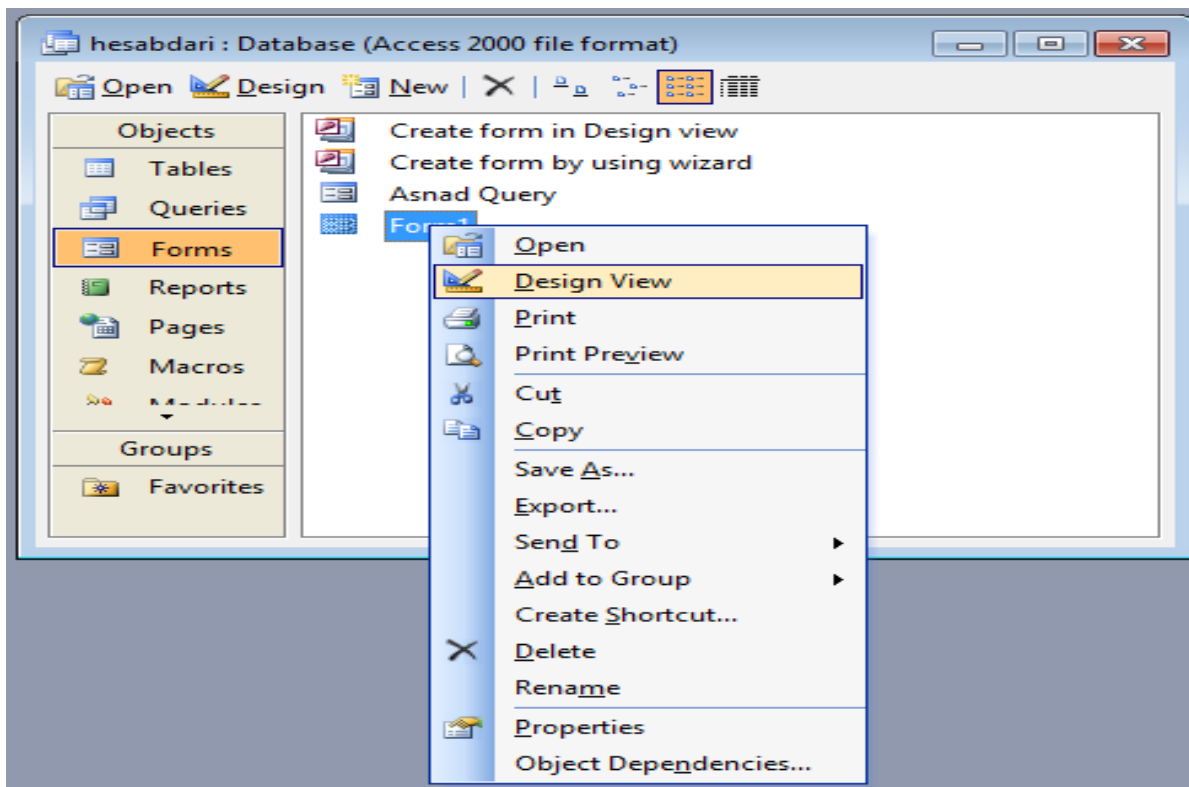 hesabdari : Database (Access 2000 file format)
Open Design New
Objects
Tables
Queries
Forms
Reports
Pages
Macros
Groups
Favorites
Create form in Design view
Create form by using wizard
Asnad Query
Form1
Open
Design View
Print
Print Preview
Cut
Copy
Save As...
Export...
Send To
Add to Group
Create Shortcut...
Delete
Rename
Properties
Object Dependencies...